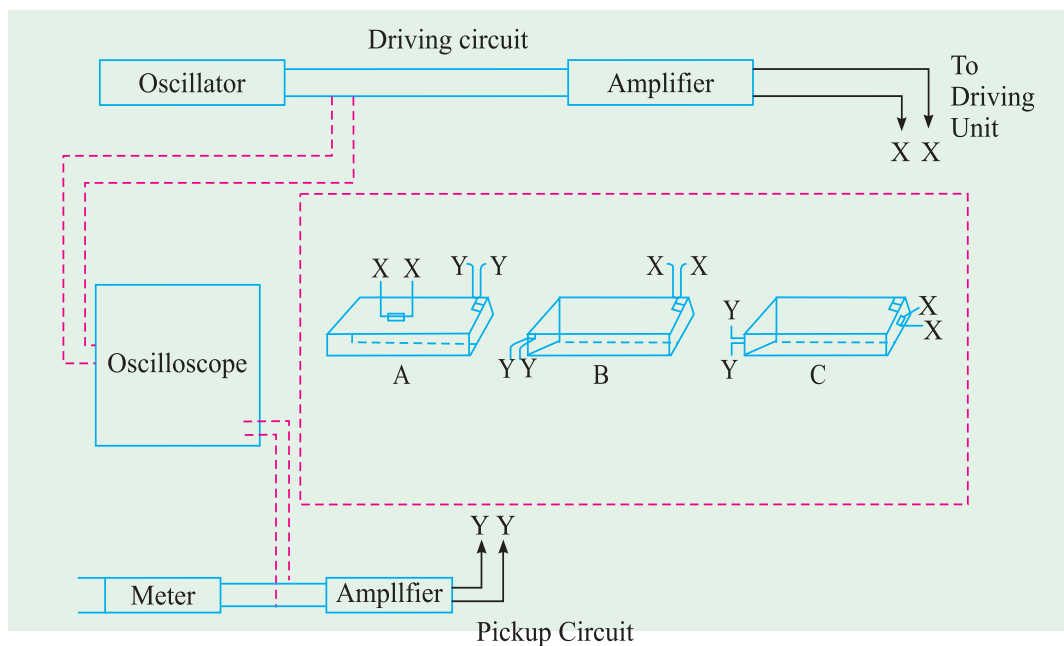 Driving circuit
Oscillator
Amplifier
To
Driving
Unit
X X
X X
Y Y
X X
Y
X
X
Y
Y Y
Oscilloscope
A
B
C
Y Y
Meter
Ampllfier
Pickup Circuit